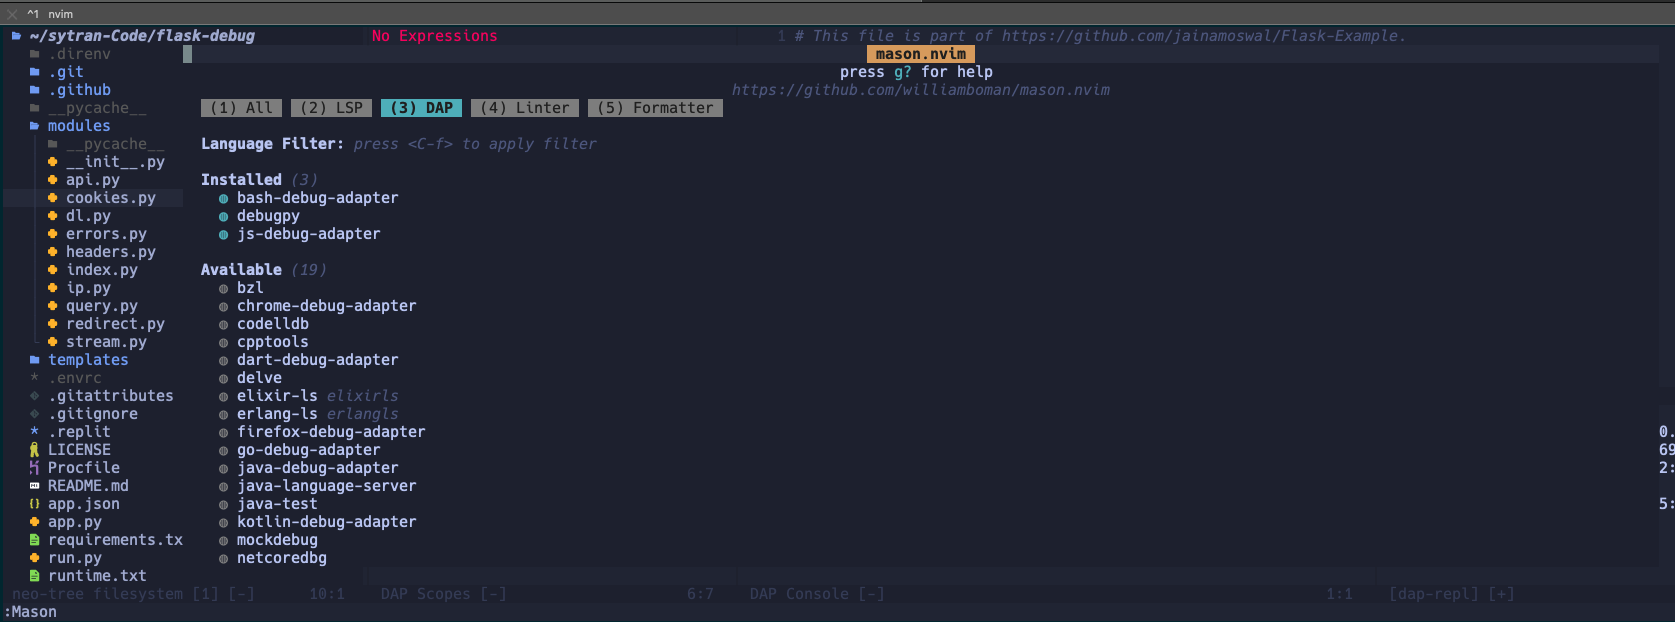 ^1 nvim
~/sytran-Code/flask-debug
No Expressions
1 # This file is part of https://github.com/jainamoswal/Flask-Example.
.direnv
.git
.github
__pycache__
modules
__pycache__
__init__.py
api.py
cookies.py
dl.py
errors.py
headers.py
index.py
ip.py
query.py
redirect.py
stream.py
templates
.envrc
.gitattributes
.gitignore
.replit
LICENSE
Procfile
README.md
app.json
app.py
requirements.tx
run.py
runtime.txt
mason.nvim
press g? for help
https://github.com/williamboman/mason.nvim
(1) All (2) LSP (3) DAP (4) Linter (5) Formatter
Language Filter: press <C-f> to apply filter
Installed (3)
bash-debug-adapter
debugpy
js-debug-adapter
Available (19)
bzl
chrome-debug-adapter
codelldb
cpptools
dart-debug-adapter
delve
elixir-ls elixirls
erlang-ls erlangls
firefox-debug-adapter
go-debug-adapter
java-debug-adapter
java-language-server
java-test
kotlin-debug-adapter
mockdebug
netcoredbg
0.
69
2:
5:
neo-tree filesystem [1] [-] 10:1 DAP Scopes [-] 6:7 DAP Console [-] 1:1 [dap-repl] [+]
:Mason